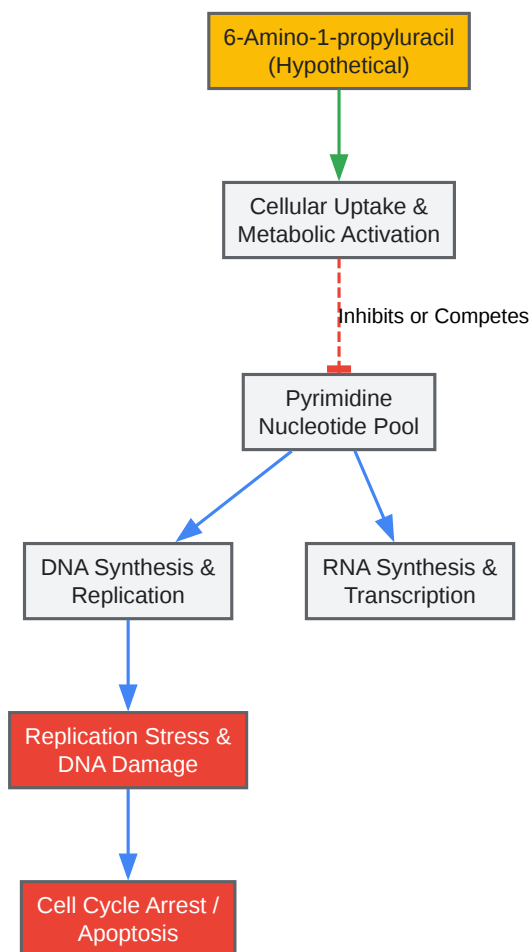 6-Amino-1-propyluracil
(Hypothetical)
Cellular Uptake &
Metabolic Activation
Inhibits or Competes
Pyrimidine
Nucleotide Pool
DNA Synthesis &
Replication
RNA Synthesis &
Transcription
Replication Stress &
DNA Damage
Cell Cycle Arrest /
Apoptosis